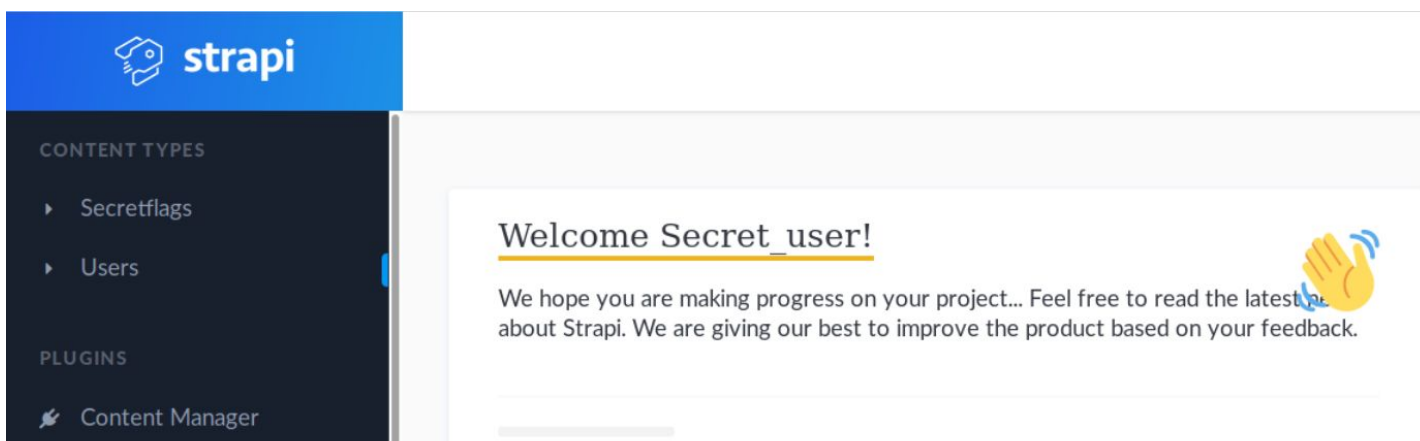 strapi
CONTENT TYPES
Secretflags
Users
PLUGINS
Content Manager
Welcome Secret_user!
We hope you are making progress on your project... Feel free to read the latest
about Strapi. We are giving our best to improve the product based on your feedback.